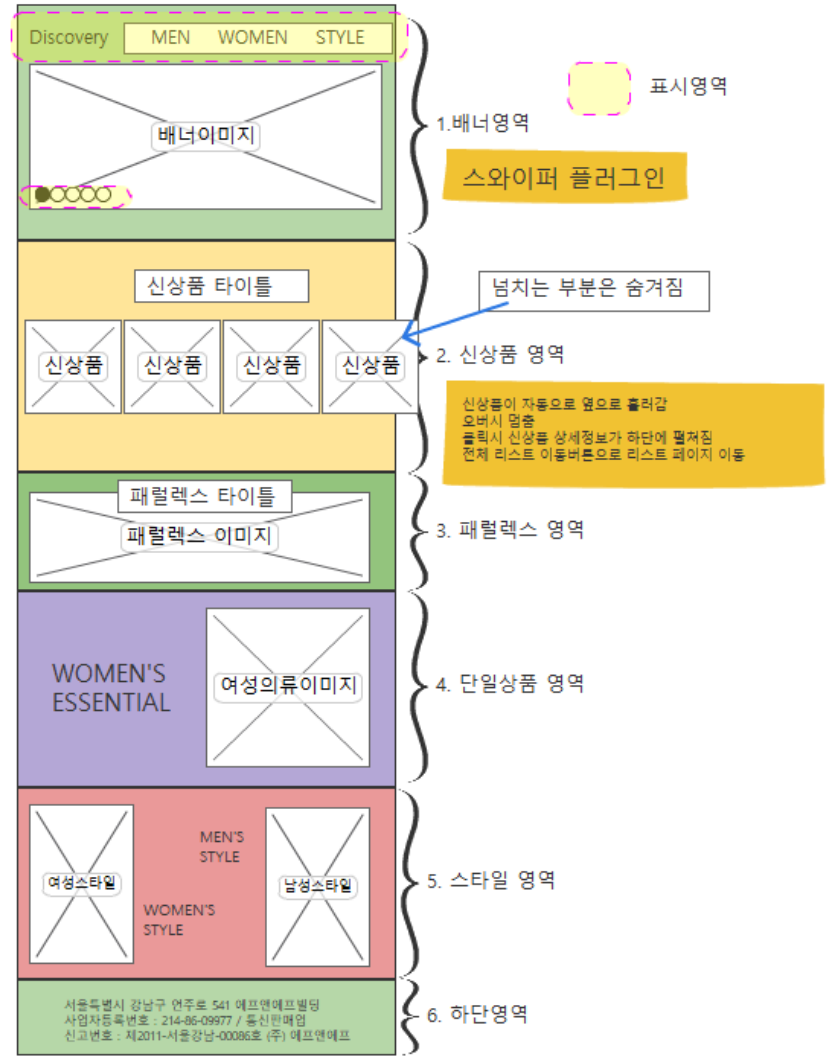 Discovery MEN WOMEN STYLE
표시영역
배너이미지
1.배너영역
스와이퍼 플러그인
신상품 타이틀
넘치는 부분은 숨겨짐
신상품 신상품 신상품 신상품
2. 신상품 영역
신상품이 자동으로 옆으로 흘러감
오버시 멈춤
클릭시 신상품 상세정보가 하단에 펼쳐짐
전체 리스트 이동버튼으로 리스트 페이지 이동
패럴렉스 타이틀
패럴렉스 이미지
3. 패럴렉스 영역
WOMEN'S
ESSENTIAL
여성의류이미지
4. 단일상품 영역
MEN'S
STYLE
여성스타일
남성스타일
5. 스타일 영역
WOMEN'S
STYLE
서울특별시 강남구 언주로 541 에프앤에프빌딩
사업자등록번호 : 214-86-09977 / 통신판매업
신고번호 : 제2011-서울강남-00086호 (주) 에프앤에프
6. 하단영역